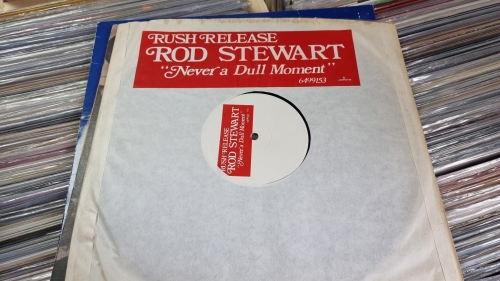 RUSH RELEASE
ROD STEWART
"Never a Dull Moment"
6499153
RUSH RELEASE
ROD STEWART
"Never a Dull Moment"